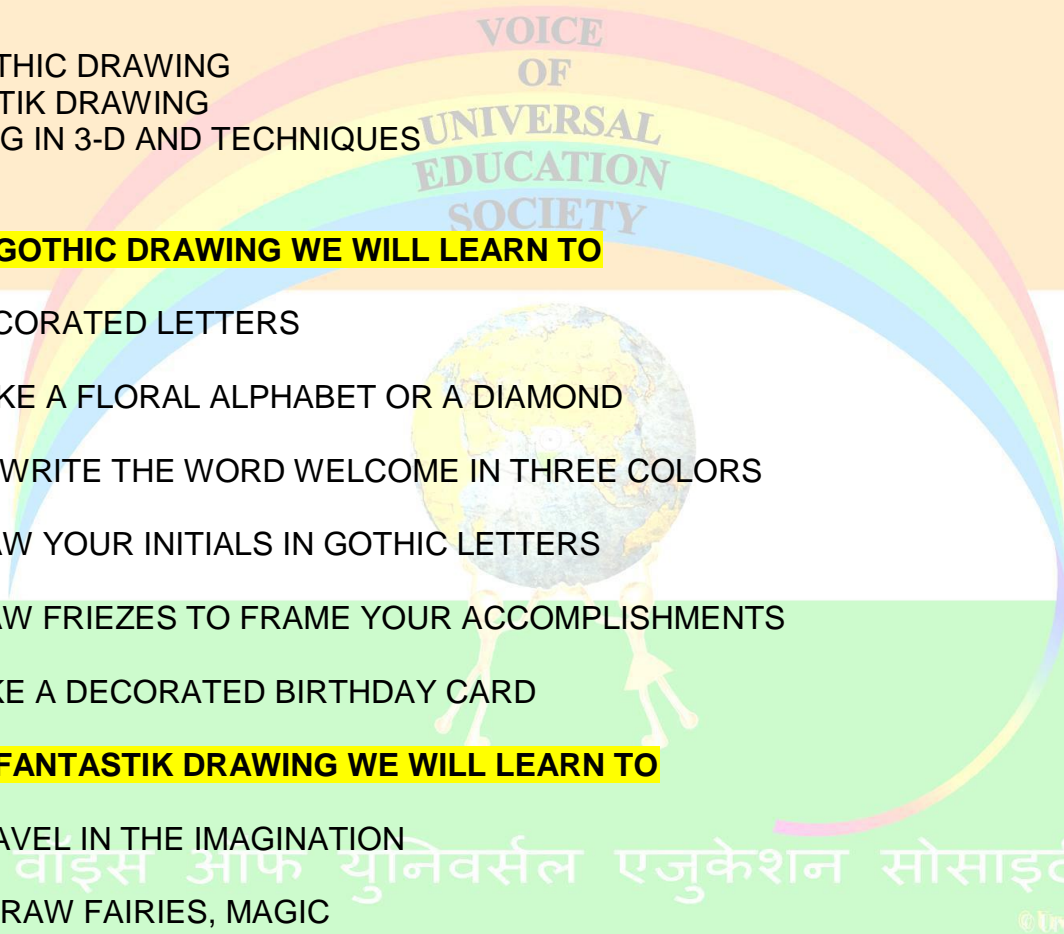 VOICE
OF
UNIVERSAL
EDUCATION
SOCIETY
THIC DRAWING
TIK DRAWING
G IN 3-D AND TECHNIQUES
GOTHIC DRAWING WE WILL LEARN TO
CORATED LETTERS
KE A FLORAL ALPHABET OR A DIAMOND
WRITE THE WORD WELCOME IN THREE COLORS
AW YOUR INITIALS IN GOTHIC LETTERS
AW FRIEZES TO FRAME YOUR ACCOMPLISHMENTS
KE A DECORATED BIRTHDAY CARD
FANTASTIK DRAWING WE WILL LEARN TO
AVEL IN THE IMAGINATION
वॉइस ऑफ युनिवर्सल एजुकेशन
RAW FAIRIES, MAGIC